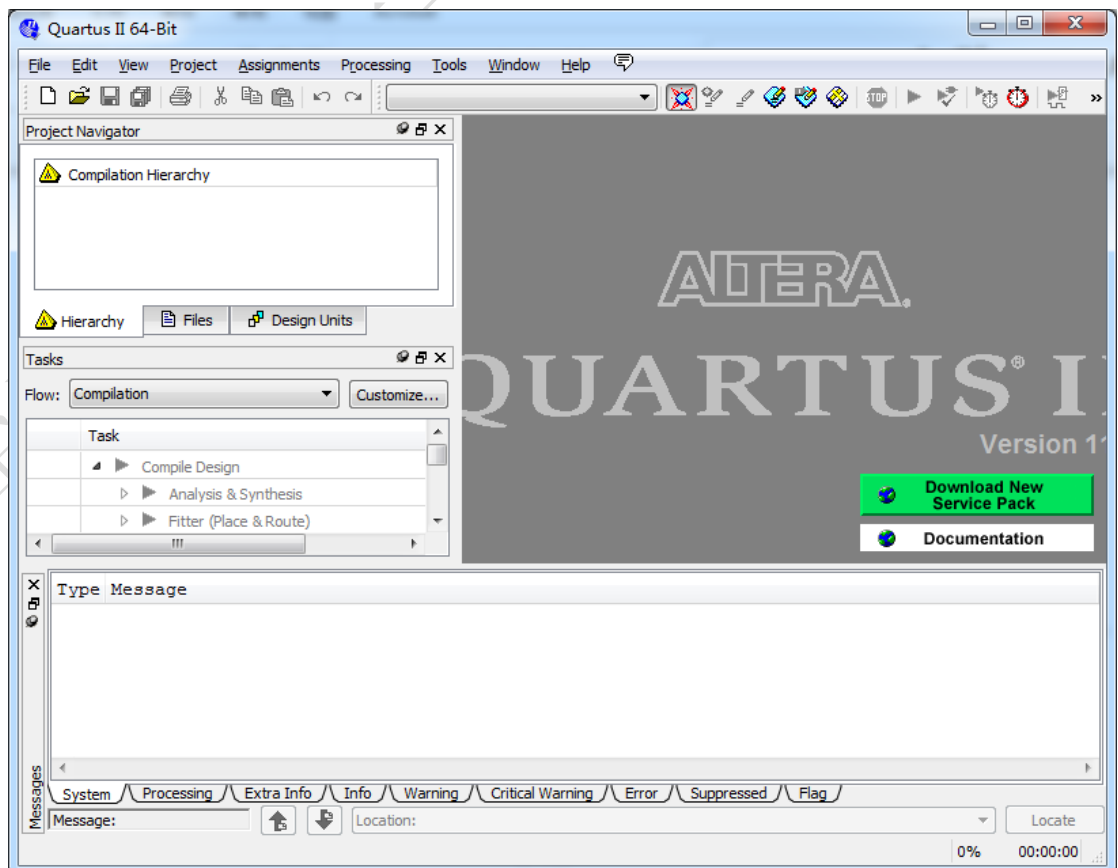 Quartus II 64-Bit
File Edit View Project Assignments Processing Tools Window Help
STOP
Project Navigator
Compilation Hierarchy
Hierarchy Files Design Units
Tasks
Flow: Compilation Customize...
Task
Compile Design
Analysis & Synthesis
Fitter (Place & Route)
ALTERA®
QUARTUS® II
Version 11
Download New
Service Pack
Documentation
Type Message
Messages
System Processing Extra Info Info Warning Critical Warning Error Suppressed Flag
Message: Location: Locate
0% 00:00:00